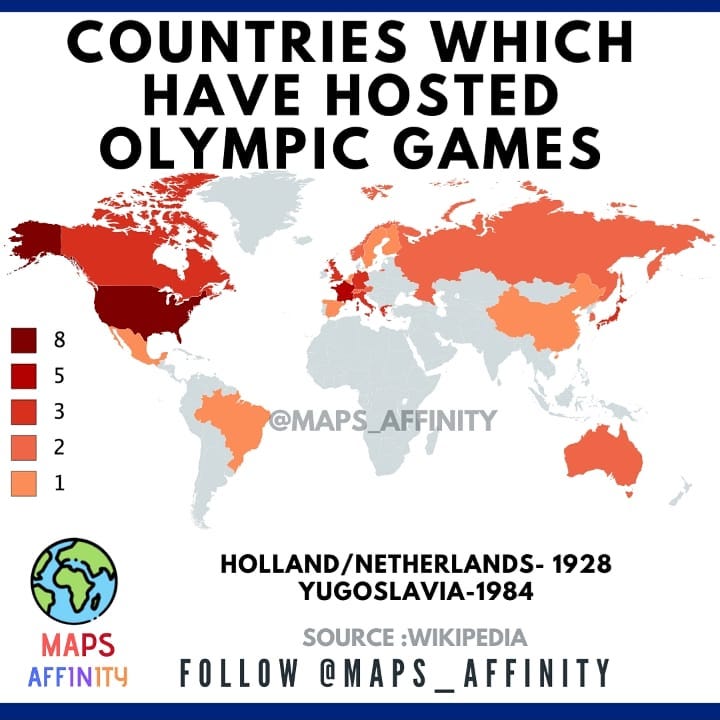 COUNTRIES WHICH
HAVE HOSTED
OLYMPIC GAMES
8
5
3
2
1
@MAPS_AFFINITY
HOLLAND/NETHERLANDS- 1928
YUGOSLAVIA-1984
SOURCE :WIKIPEDIA
MAPS
AFFINITY
FOLLOW @MAPS_AFFINITY